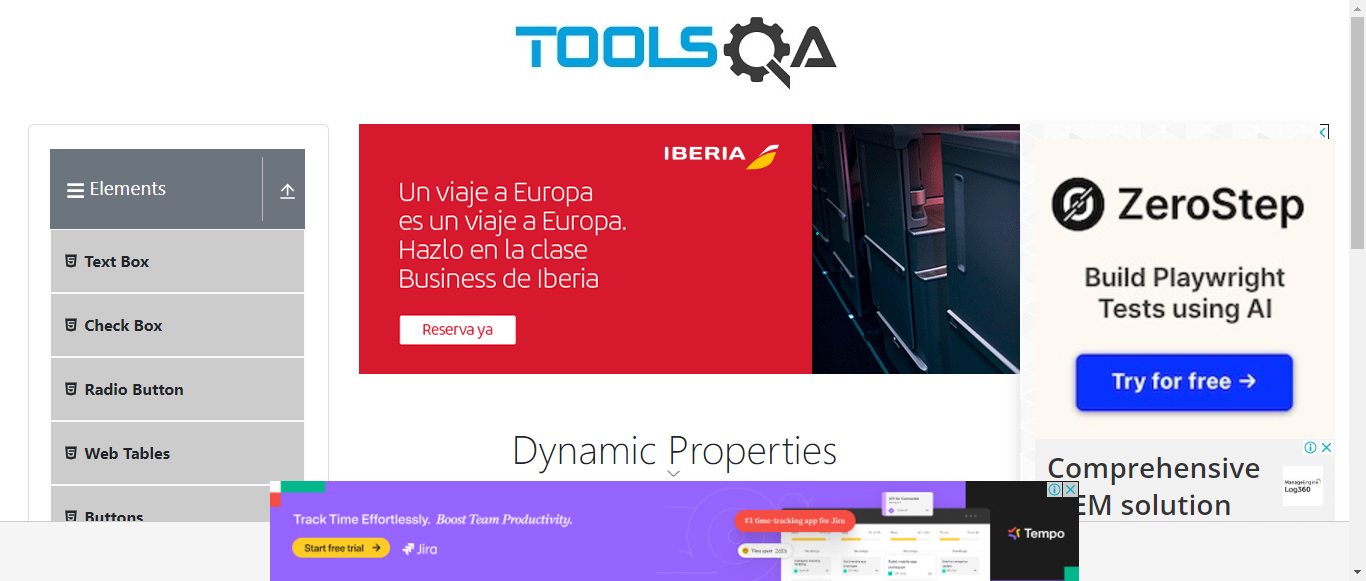 TOOLSQA
Elements
Text Box
Check Box
Radio Button
Web Tables
Buttons
IBERIA
Un viaje a Europa
es un viaje a Europa.
Hazlo en la clase
Business de Iberia
Reserva ya
ZeroStep
Build Playwright
Tests using AI
Try for free →
Dynamic Properties
Comprehensive
EM solution
ManageEngine
Log360
Track Time Effortlessly. Boost Team Productivity.
Start free trial →
Jira
#1 time-tracking app for Jira
Time spent
Tempo